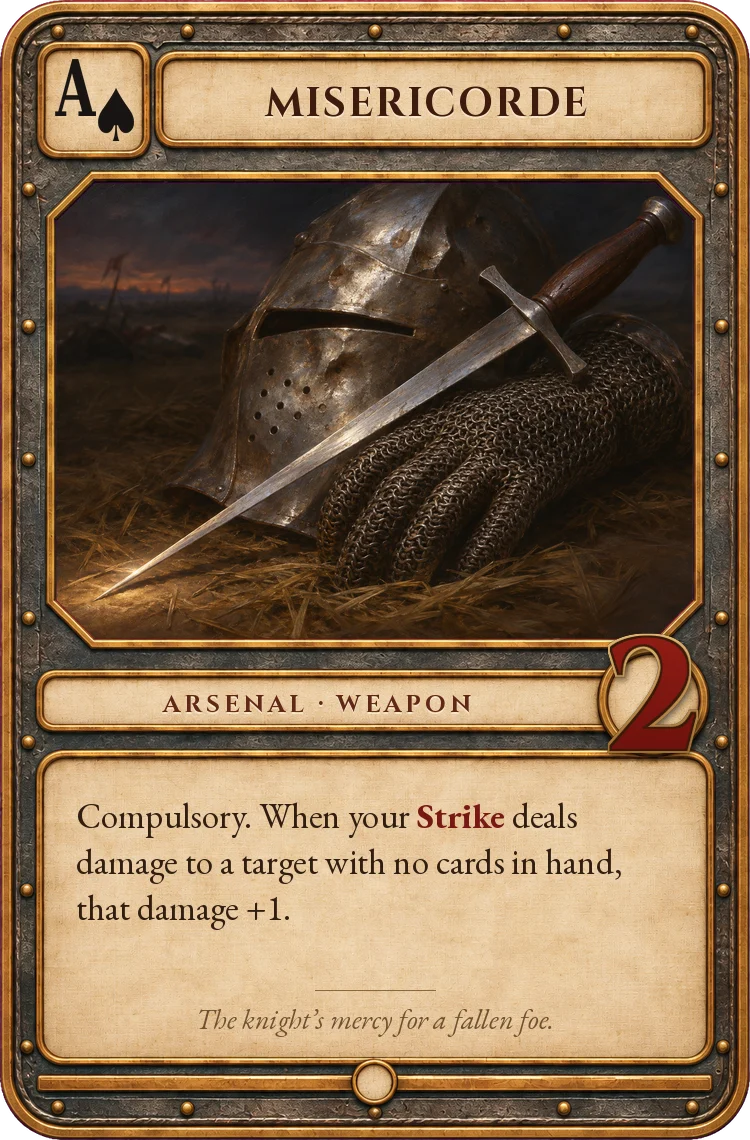 A♠
MISERICORDE
ARSENAL · WEAPON
2
Compulsory. When your Strike deals
damage to a target with no cards in hand,
that damage +1.
The knight's mercy for a fallen foe.